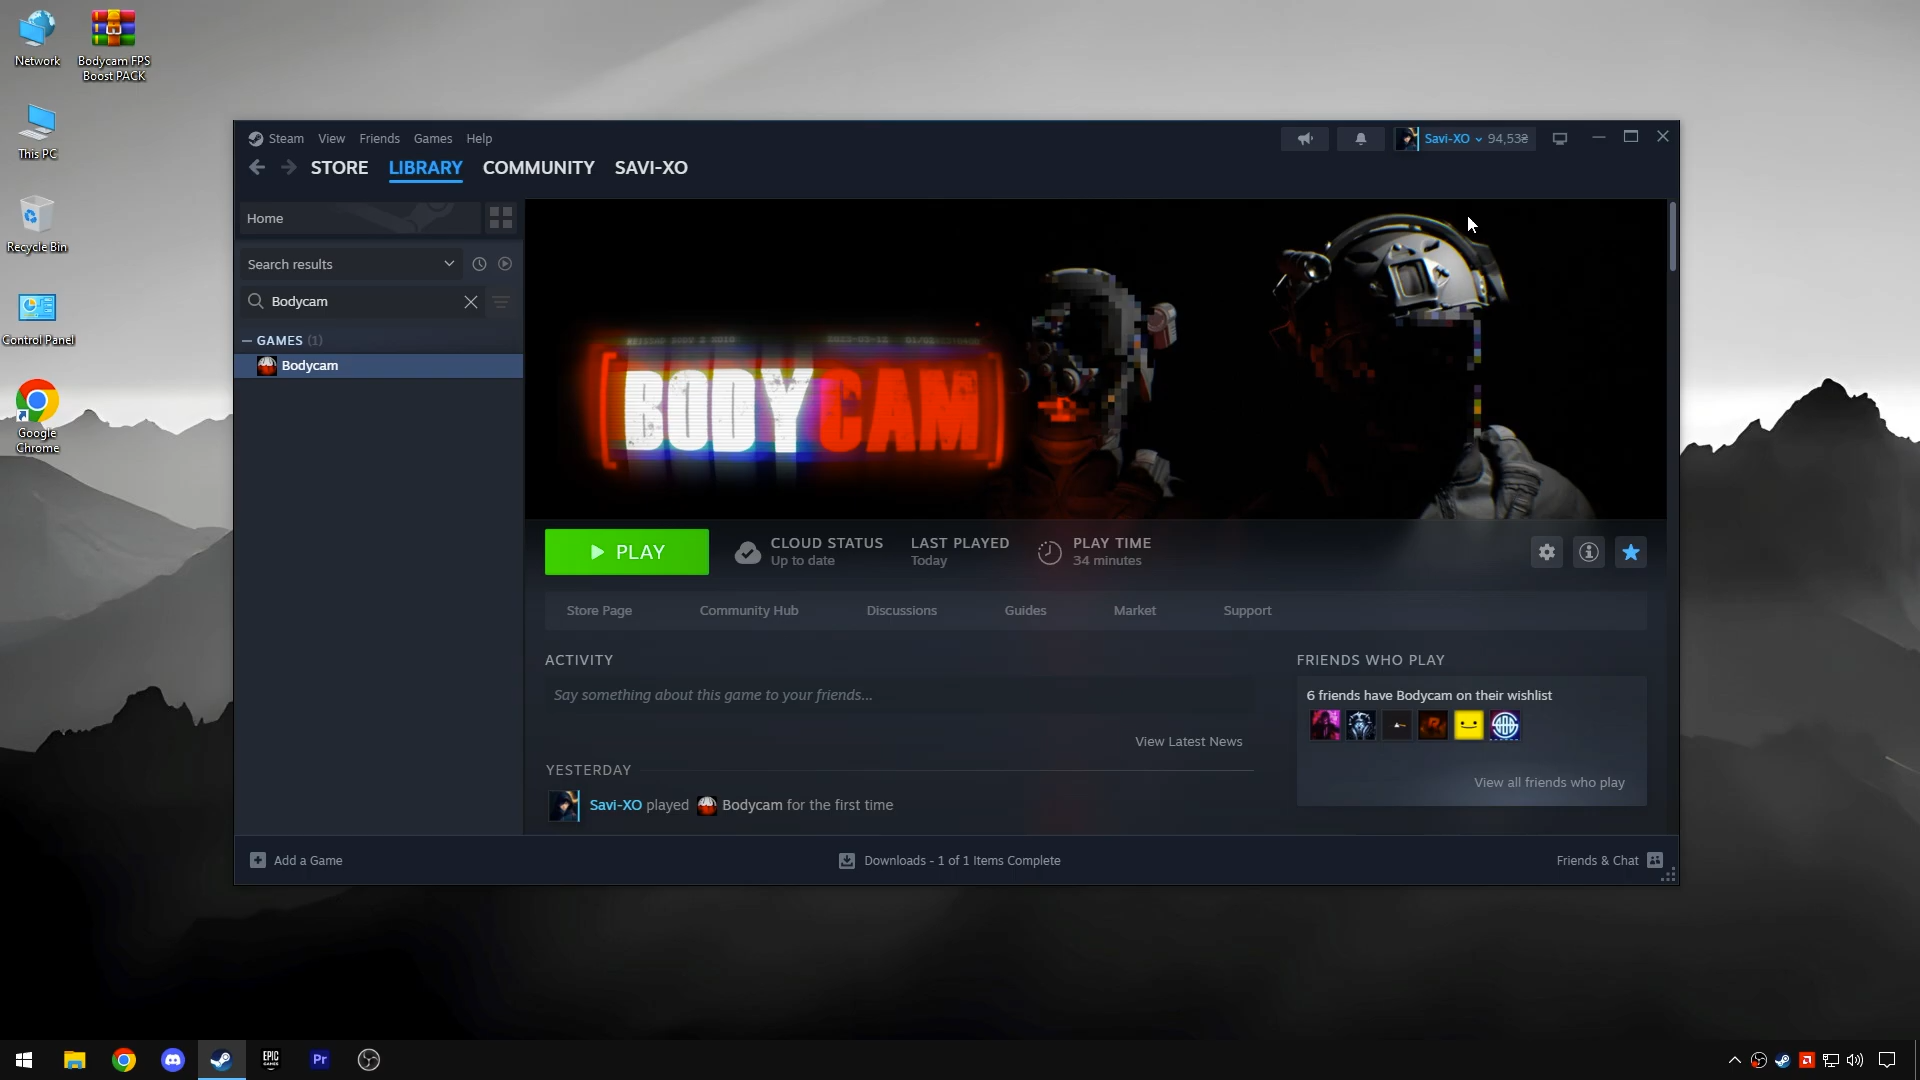 Network
Bodycam FPS
Boost PACK
This PC
Recycle Bin
Control Panel
Google
Chrome
Steam View Friends Games Help
Savi-XO 94,53₴
STORE LIBRARY COMMUNITY SAVI-XO
Home
Search results
Bodycam
GAMES (1)
Bodycam
BODYCAM
PLAY
CLOUD STATUS
Up to date
LAST PLAYED
Today
PLAY TIME
34 minutes
Store Page Community Hub Discussions Guides Market Support
ACTIVITY
Say something about this game to your friends...
View Latest News
YESTERDAY
Savi-XO played Bodycam for the first time
FRIENDS WHO PLAY
6 friends have Bodycam on their wishlist
View all friends who play
Add a Game
Downloads - 1 of 1 Items Complete
Friends & Chat
EPIC
GAMES
Pr